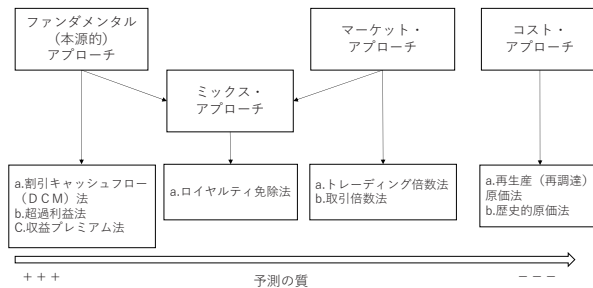 ファンダメンタル
(本源的)
アプローチ
マーケット・
アプローチ
コスト・
アプローチ
ミックス・
アプローチ
a.割引キャッシュフロー
（ＤＣＭ）法
b.超過利益法
C.収益プレミアム法
a.ロイヤルティ免除法
a.トレーディング倍数法
b.取引倍数法
a.再生産（再調達）
原価法
b.歴史的原価法
＋＋＋
予測の質
－－－